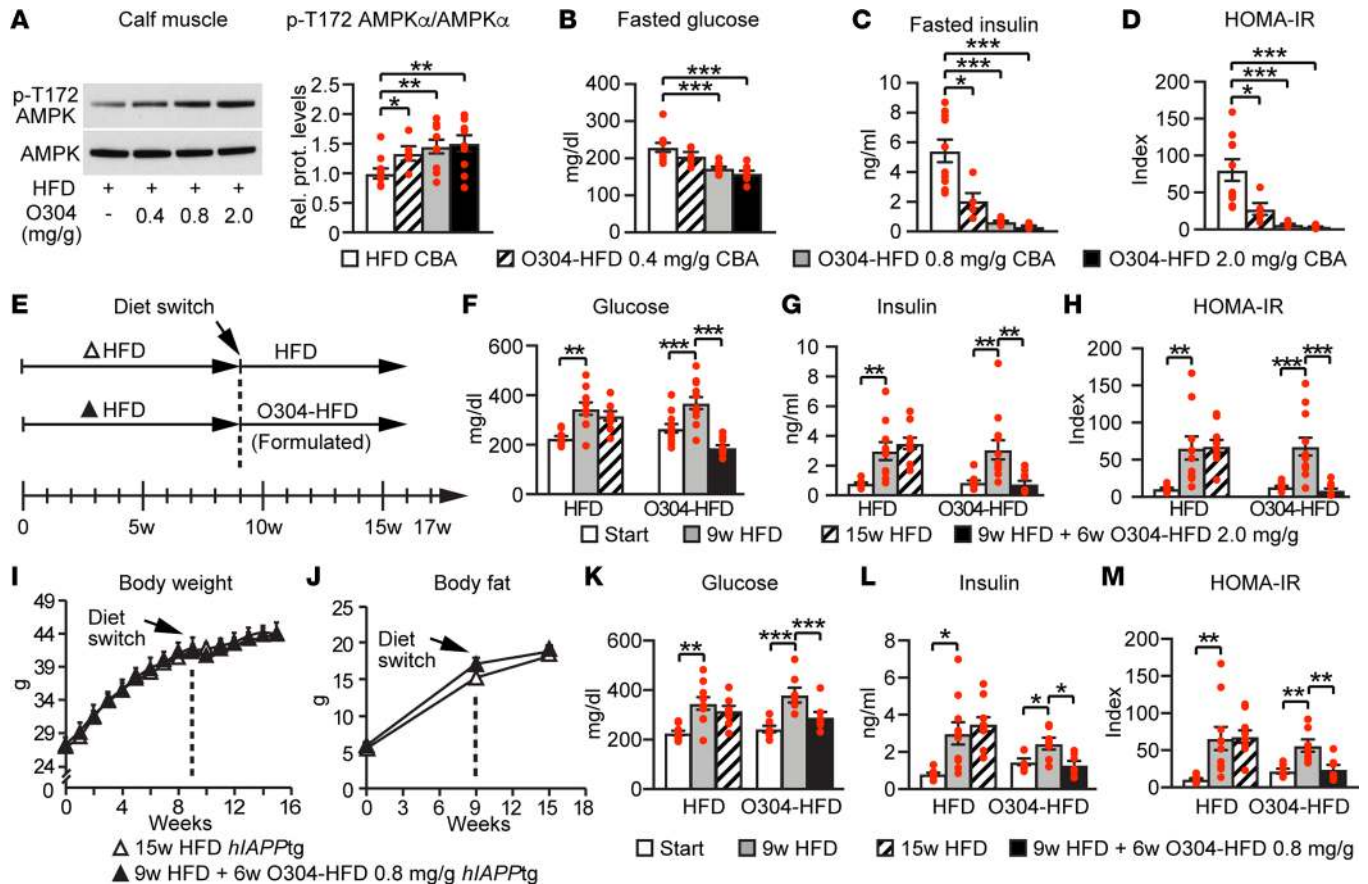 A Calf muscle p-T172 AMPKα/AMPKα
p-T172
AMPK
AMPK
HFD + + + +
O304 - 0.4 0.8 2.0
(mg/g)
Rel. prot. levels
2.5
2.0
1.5
1.0
0.5
0
* ** **
B Fasted glucose
mg/dl
400
300
200
100
0
*** ***
C Fasted insulin
ng/ml
10
8
6
4
2
0
* *** ***
D HOMA-IR
Index
200
150
100
50
0
* *** ***
HFD CBA O304-HFD 0.4 mg/g CBA O304-HFD 0.8 mg/g CBA O304-HFD 2.0 mg/g CBA
E Diet switch
HFD HFD
HFD O304-HFD
(Formulated)
0 5w 10w 15w 17w
F Glucose
mg/dl
600
400
200
0
** *** ***
HFD O304-HFD
G Insulin
ng/ml
10
8
6
4
2
0
** ** **
HFD O304-HFD
H HOMA-IR
Index
200
150
100
50
0
** *** ***
HFD O304-HFD
Start 9w HFD 15w HFD 9w HFD + 6w O304-HFD 2.0 mg/g
I Body weight
g
49
44
39
34
29
24
Diet
switch
0 4 8 12 16
Weeks
J Body fat
g
25
20
15
10
5
0
Diet
switch
0 3 6 9 12 15 18
Weeks
15w HFD hIAPPtg
9w HFD + 6w O304-HFD 0.8 mg/g hIAPPtg
K Glucose
mg/dl
600
400
200
0
** *** ***
HFD O304-HFD
L Insulin
ng/ml
10
8
6
4
2
0
* * *
HFD O304-HFD
M HOMA-IR
Index
200
150
100
50
0
** ** **
HFD O304-HFD
Start 9w HFD 15w HFD 9w HFD + 6w O304-HFD 0.8 mg/g